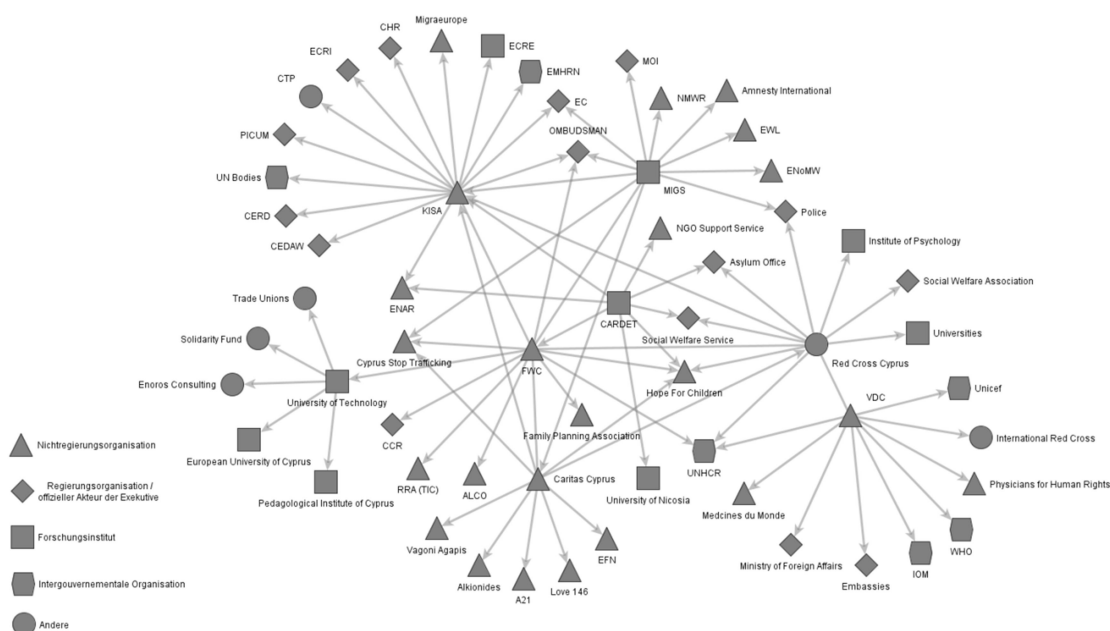 Migraeurope
CHR
ECRE
ECRI
MOI
EMHRN
CTP
NMWR
Amnesty International
EC
PICUM
OMBUDSMAN
EWL
UN Bodies
ENoMW
MIGS
KISA
Police
CERD
NGO Support Service
Institute of Psychology
CEDAW
Asylum Office
Social Welfare Association
ENAR
Trade Unions
CARDET
Universities
Solidarity Fund
Social Welfare Service
Cyprus Stop Trafficking
FWC
Red Cross Cyprus
Enoros Consulting
Hope For Children
Unicef
University of Technology
VDC
CCR
Family Planning Association
International Red Cross
Nichtregierungsorganisation
European University of Cyprus
UNHCR
Caritas Cyprus
Regierungsorganisation /
offizieller Akteur der Exekutive
RRA (TIC)
ALCO
University of Nicosia
Physicians for Human Rights
Pedagological Institute of Cyprus
Medcines du Monde
Forschungsinstitut
Vagoni Agapis
EFN
WHO
Ministry of Foreign Affairs
IOM
Embassies
Intergouvernementale Organisation
Alkionides
A21
Love 146
Andere